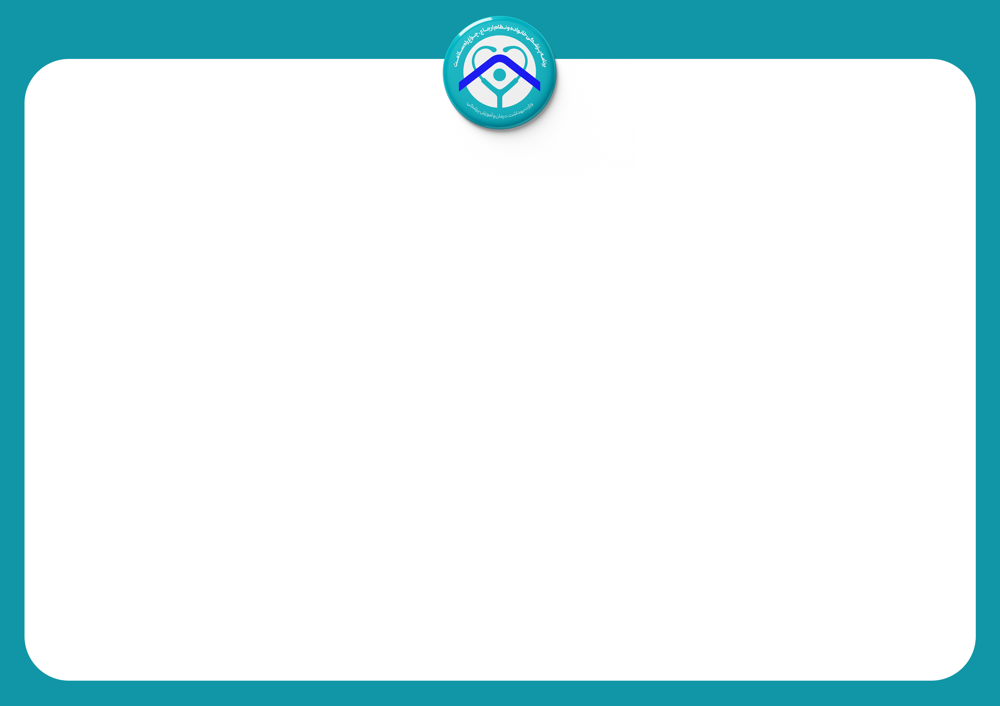 برنامه پزشکی خانواده و نظام ارجاع، چراغ راه سلامت
وزارت بهداشت، درمان و آموزش پزشکی